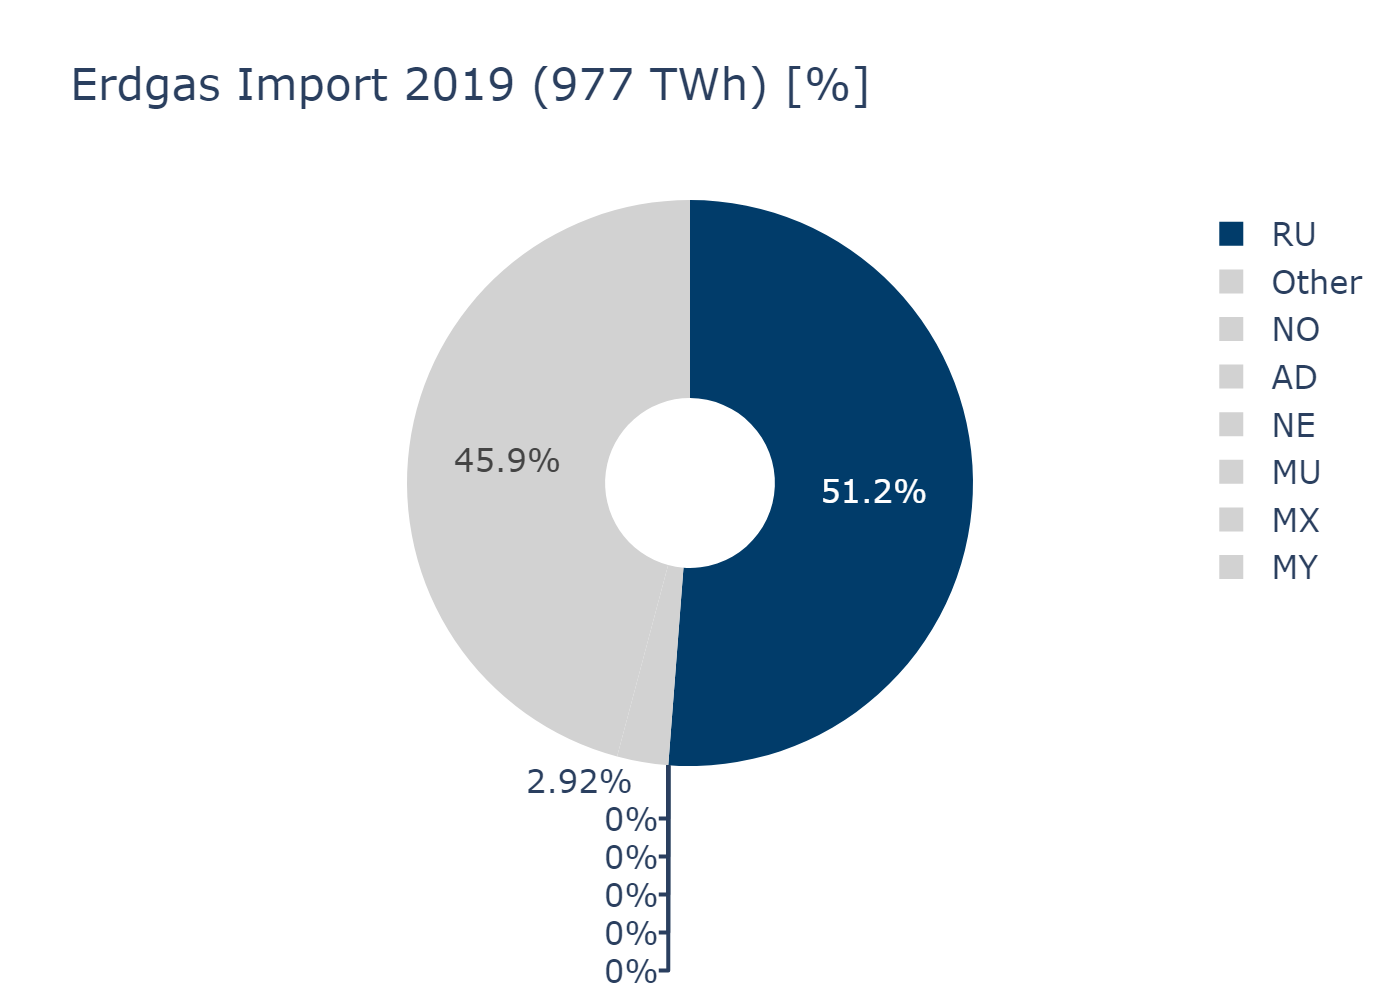 Erdgas Import 2019 (977 TWh) [%]
RU
Other
NO
AD
NE
MU
MX
MY
45.9%
51.2%
2.92%
0%
0%
0%
0%
0%